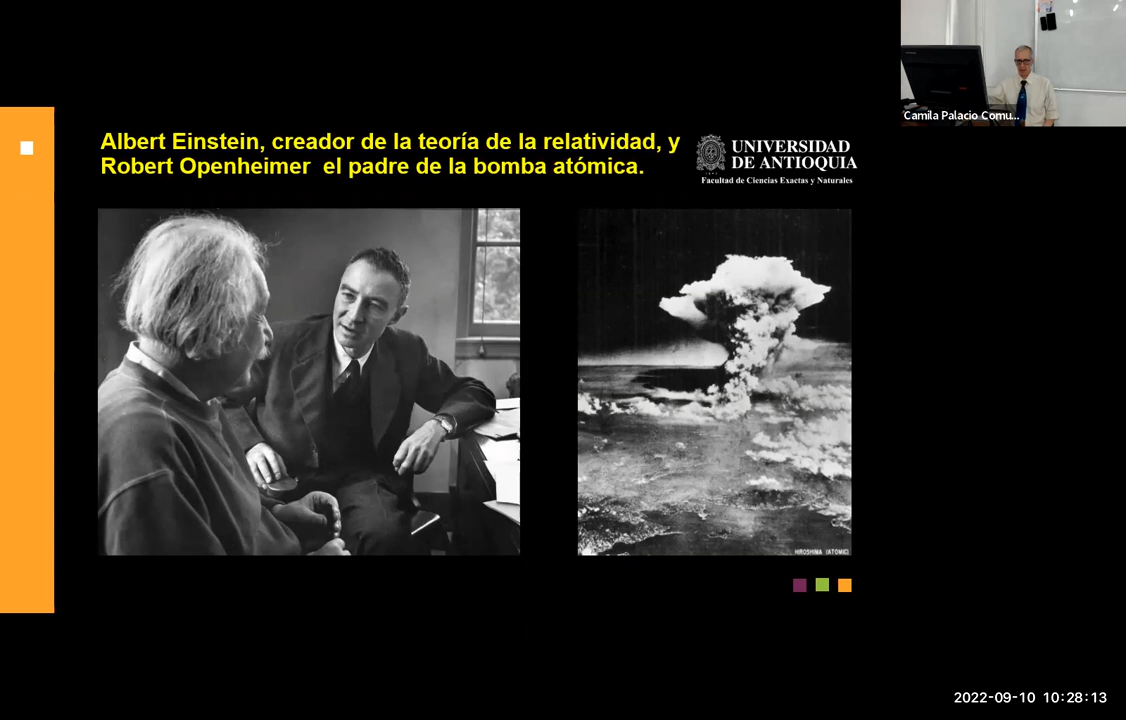 Camila Palacio Comu...
Albert Einstein, creador de la teoría de la relatividad, y
Robert Openheimer el padre de la bomba atómica.
UNIVERSIDAD
DE ANTIOQUIA
Facultad de Ciencias Exactas y Naturales
HIROSHIMA (ATOMIC)
2022-09-10 10:28:13